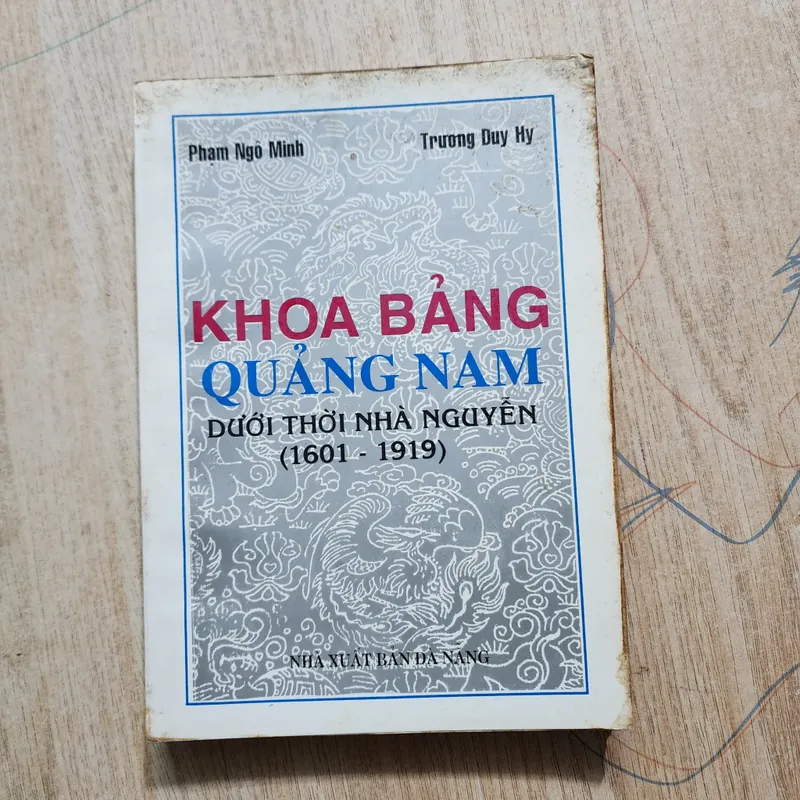 Phạm Ngô Minh
Trương Duy Hy
KHOA BẢNG
QUẢNG NAM
DƯỚI THỜI NHÀ NGUYỄN
(1601 - 1919)
NHÀ XUẤT BẢN ĐÀ NẴNG